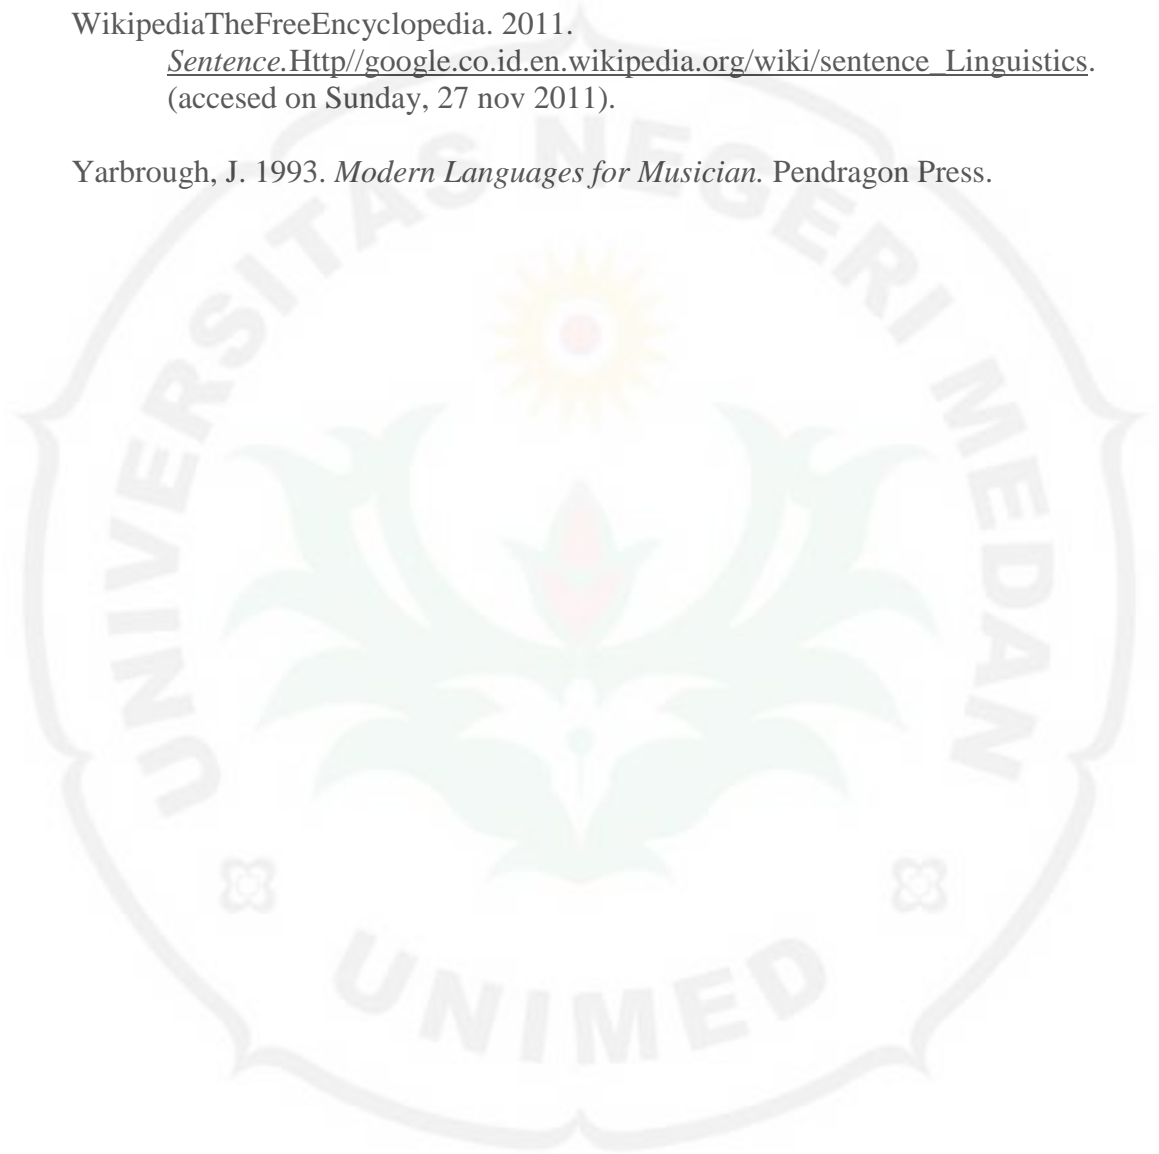 WikipediaTheFreeEncyclopedia. 2011.
Sentence.Http//google.co.id.en.wikipedia.org/wiki/sentence_Linguistics.
(accesed on Sunday, 27 nov 2011).
Yarbrough, J. 1993. Modern Languages for Musician. Pendragon Press.
UNIVERSITAS NEGERI MEDAN
UNIMED